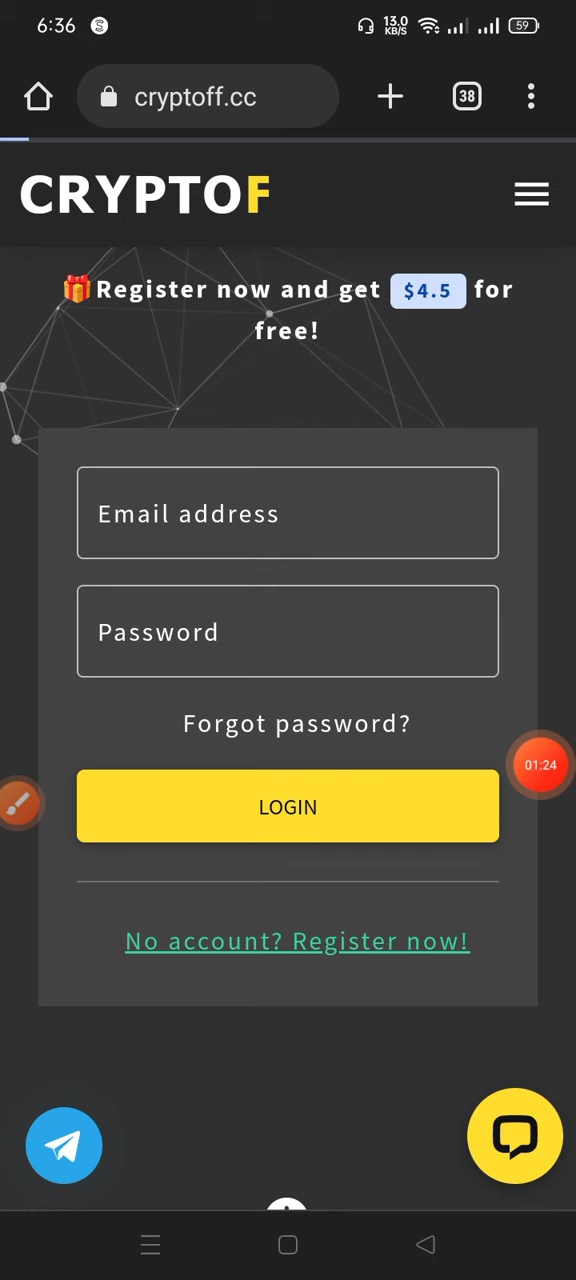 6:36 S 13.0 KB/S 59
cryptoff.cc 38
CRYPTOF
Register now and get $4.5 for
free!
Email address
Password
Forgot password?
01:24
LOGIN
No account? Register now!